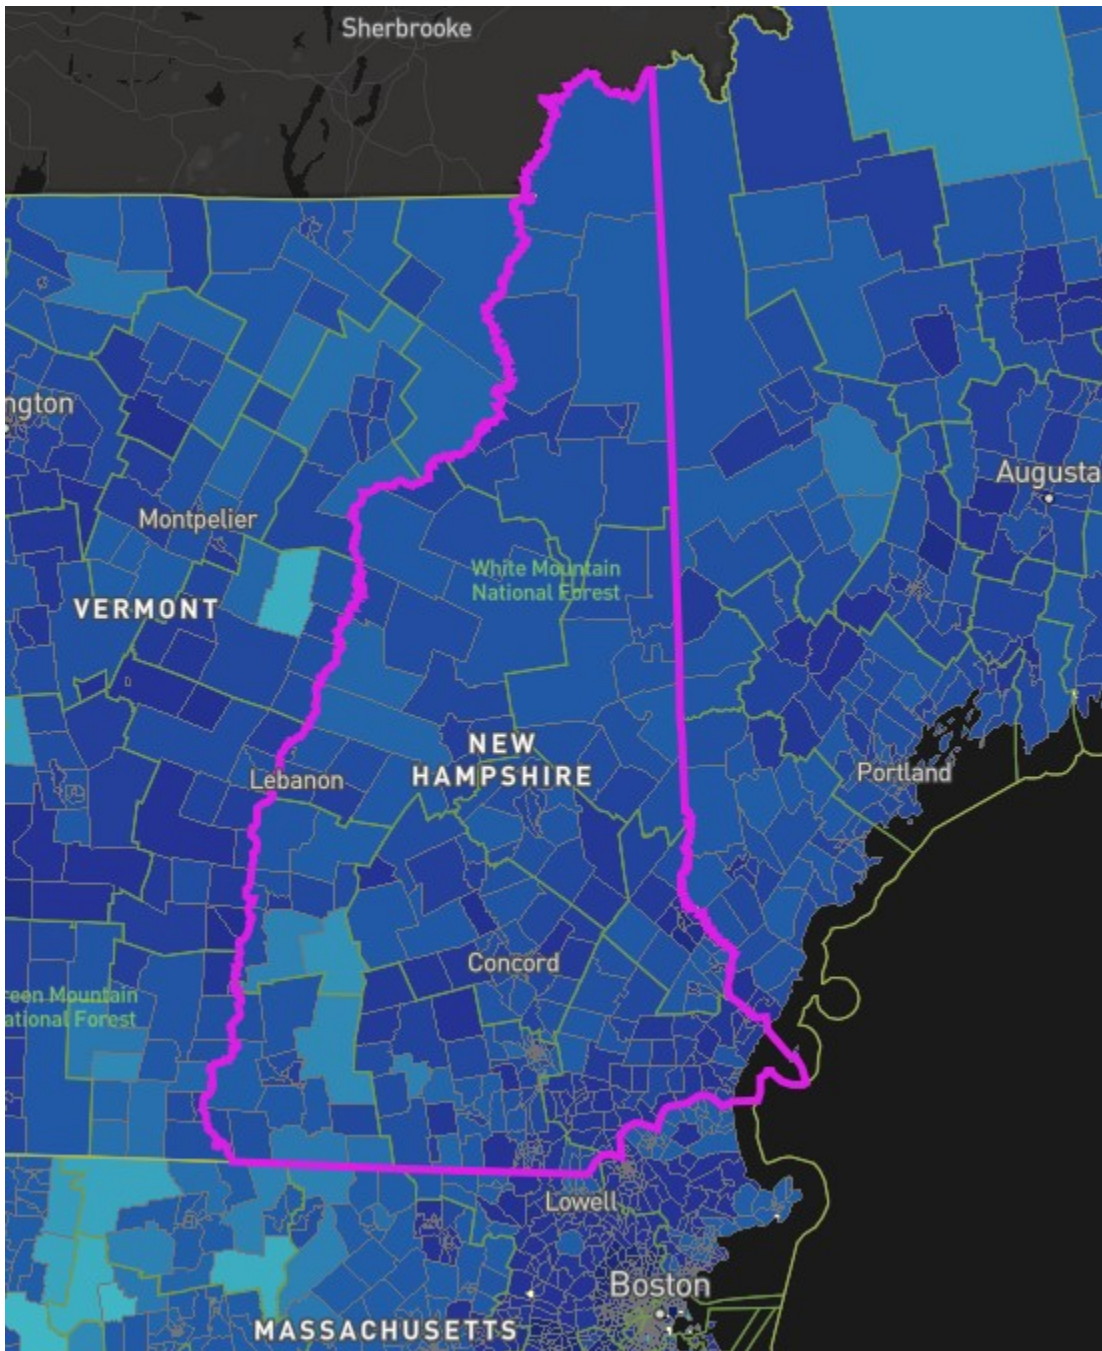 Sherbrooke
ngton
Augusta
Montpelier
White Mountain
National Forest
VERMONT
NEW
HAMPSHIRE
Lebanon
Portland
Concord
reen Mountain
ational Forest
Lowell
Boston
MASSACHUSETTS